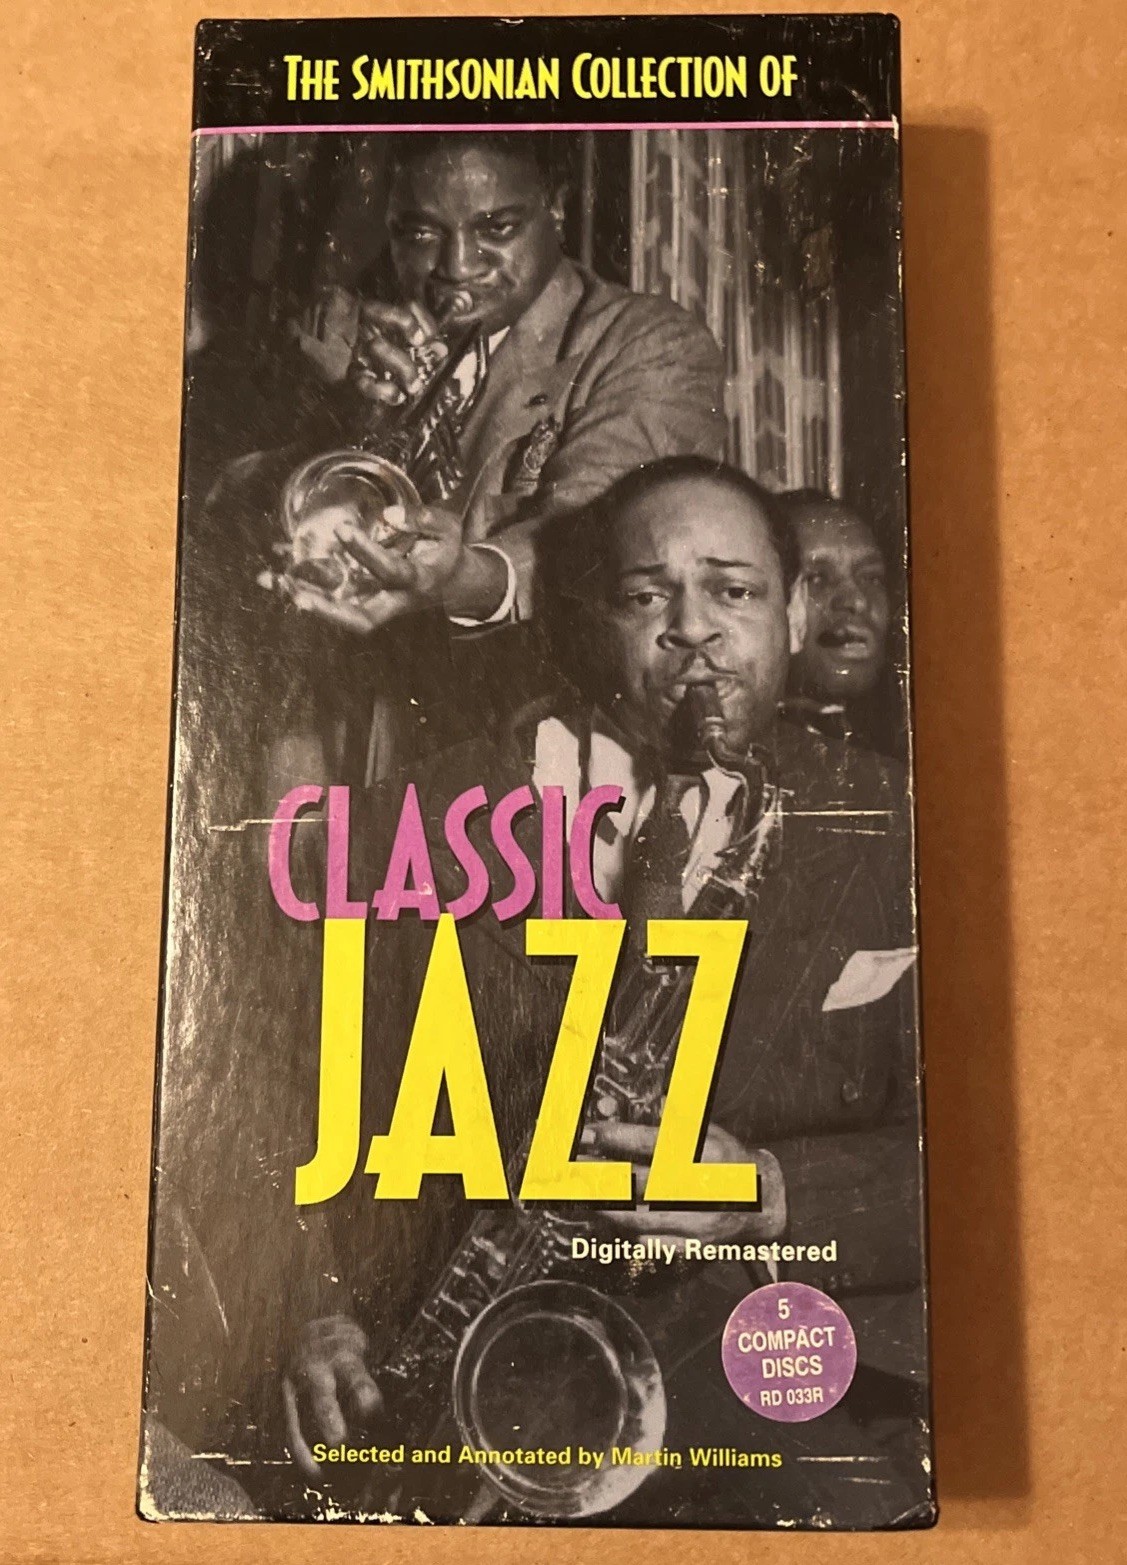 THE SMITHSONIAN COLLECTION OF
CLASSIC
JAZZ
Digitally Remastered
5
COMPACT
DISCS
RD 033R
Selected and Annotated by Martin Williams